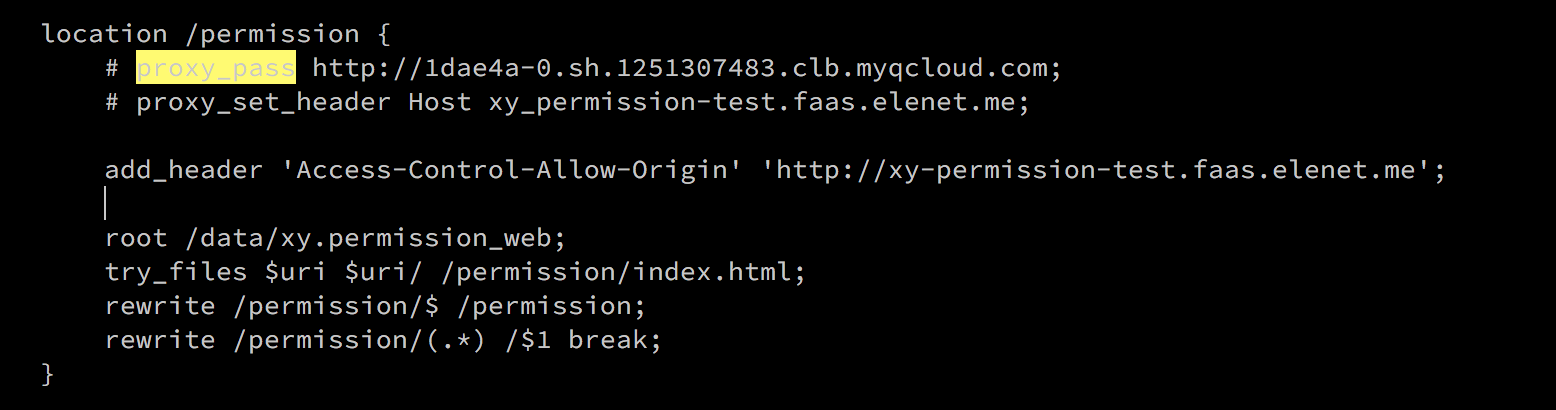 location /permission {
# proxy_pass http://1dae4a-0.sh.1251307483.clb.myqcloud.com;
# proxy_set_header Host xy_permission-test.faas.elenet.me;
add_header 'Access-Control-Allow-Origin' 'http://xy-permission-test.faas.elenet.me';
root /data/xy.permission_web;
try_files $uri $uri/ /permission/index.html;
rewrite /permission/$ /permission;
rewrite /permission/(.*) /$1 break;
}